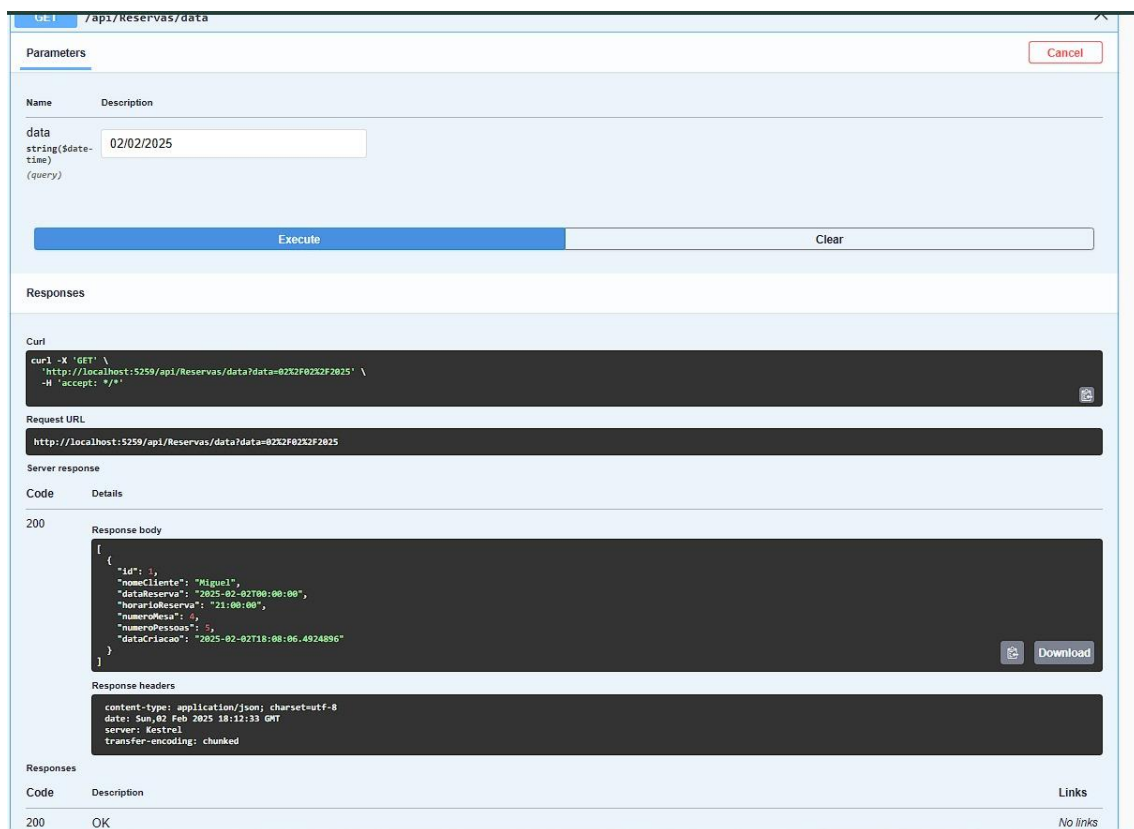 GET /api/Reservas/data
Parameters
Cancel
Name Description
data
string($date-
time)
(query)
02/02/2025
Execute Clear
Responses
Curl
curl -X 'GET' \
'http://localhost:5259/api/Reservas/data?data=02%2F02%2F2025' \
-H 'accept: */*'
Request URL
http://localhost:5259/api/Reservas/data?data=02%2F02%2F2025
Server response
Code Details
200
Response body
[
{
"id": 1,
"nomeCliente": "Miguel",
"dataReserva": "2025-02-02T00:00:00",
"horarioReserva": "21:00:00",
"numeroMesa": 4,
"numeroPessoas": 5,
"dataCriacao": "2025-02-02T18:08:06.4924896"
}
]
Download
Response headers
content-type: application/json; charset=utf-8
date: Sun,02 Feb 2025 18:12:33 GMT
server: Kestrel
transfer-encoding: chunked
Responses
Code Description Links
200 OK No links